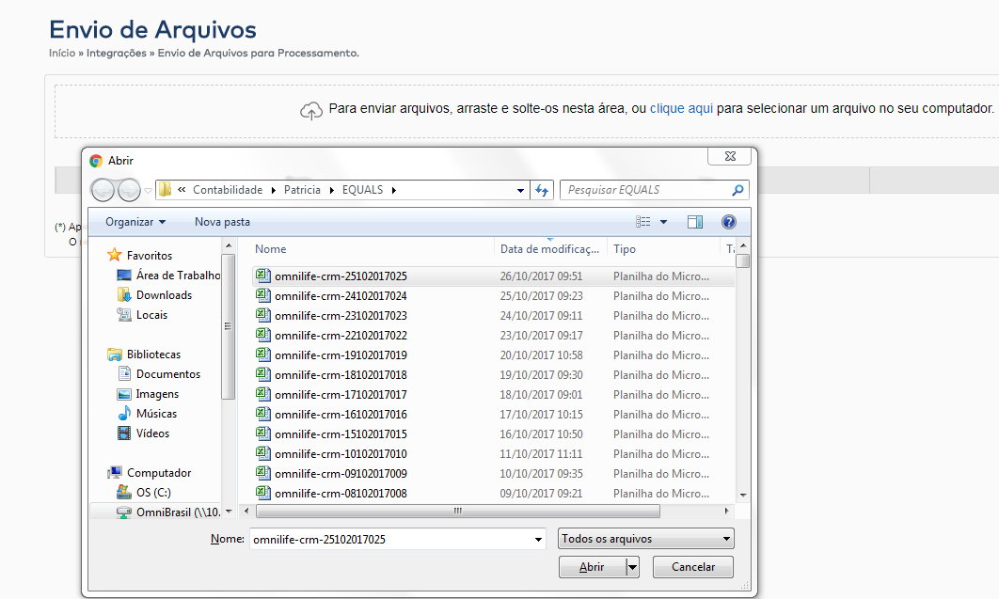 Envio de Arquivos
Início » Integrações » Envio de Arquivos para Processamento.
Para enviar arquivos, arraste e solte-os nesta área, ou clique aqui para selecionar um arquivo no seu computador.
(*) Ap
O
Abrir
« Contabilidade Patricia EQUALS
Pesquisar EQUALS
Organizar Nova pasta
Nome Data de modificaç... Tipo Ta
Favoritos
Área de Trabalho
Downloads
Locais
Bibliotecas
Documentos
Imagens
Músicas
Vídeos
Computador
OS (C:)
OmniBrasil (\\10.
omnilife-crm-25102017025 26/10/2017 09:51 Planilha do Micro...
omnilife-crm-24102017024 25/10/2017 09:23 Planilha do Micro...
omnilife-crm-23102017023 24/10/2017 09:11 Planilha do Micro...
omnilife-crm-22102017022 23/10/2017 09:17 Planilha do Micro...
omnilife-crm-19102017019 20/10/2017 10:58 Planilha do Micro...
omnilife-crm-18102017018 19/10/2017 09:30 Planilha do Micro...
omnilife-crm-17102017017 18/10/2017 09:01 Planilha do Micro...
omnilife-crm-16102017016 17/10/2017 10:15 Planilha do Micro...
omnilife-crm-15102017015 16/10/2017 10:50 Planilha do Micro...
omnilife-crm-10102017010 11/10/2017 11:11 Planilha do Micro...
omnilife-crm-09102017009 10/10/2017 09:35 Planilha do Micro...
omnilife-crm-08102017008 09/10/2017 09:21 Planilha do Micro...
Nome: omnilife-crm-25102017025 Todos os arquivos
Abrir Cancelar